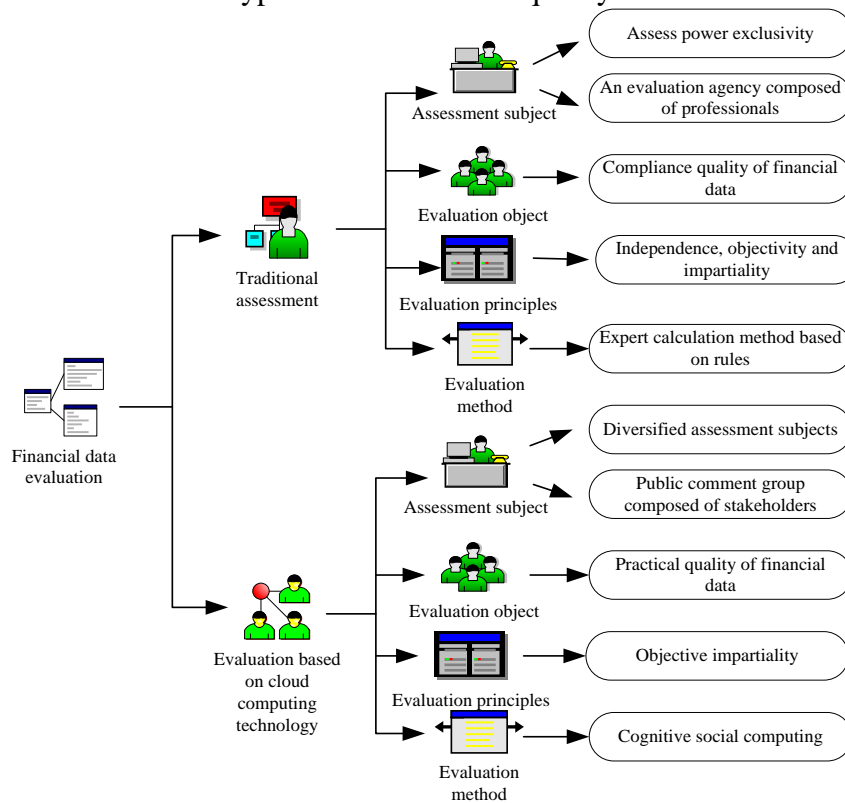 Assess power exclusivity
An evaluation agency composed
of professionals
Assessment subject
Compliance quality of financial
data
Evaluation object
Independence, objectivity and
impartiality
Evaluation principles
Expert calculation method based
on rules
Evaluation
method
Traditional
assessment
Financial data
evaluation
Diversified assessment subjects
Public comment group
composed of stakeholders
Assessment subject
Practical quality of financial
data
Evaluation object
Objective impartiality
Evaluation principles
Cognitive social computing
Evaluation
method
Evaluation based
on cloud
computing
technology